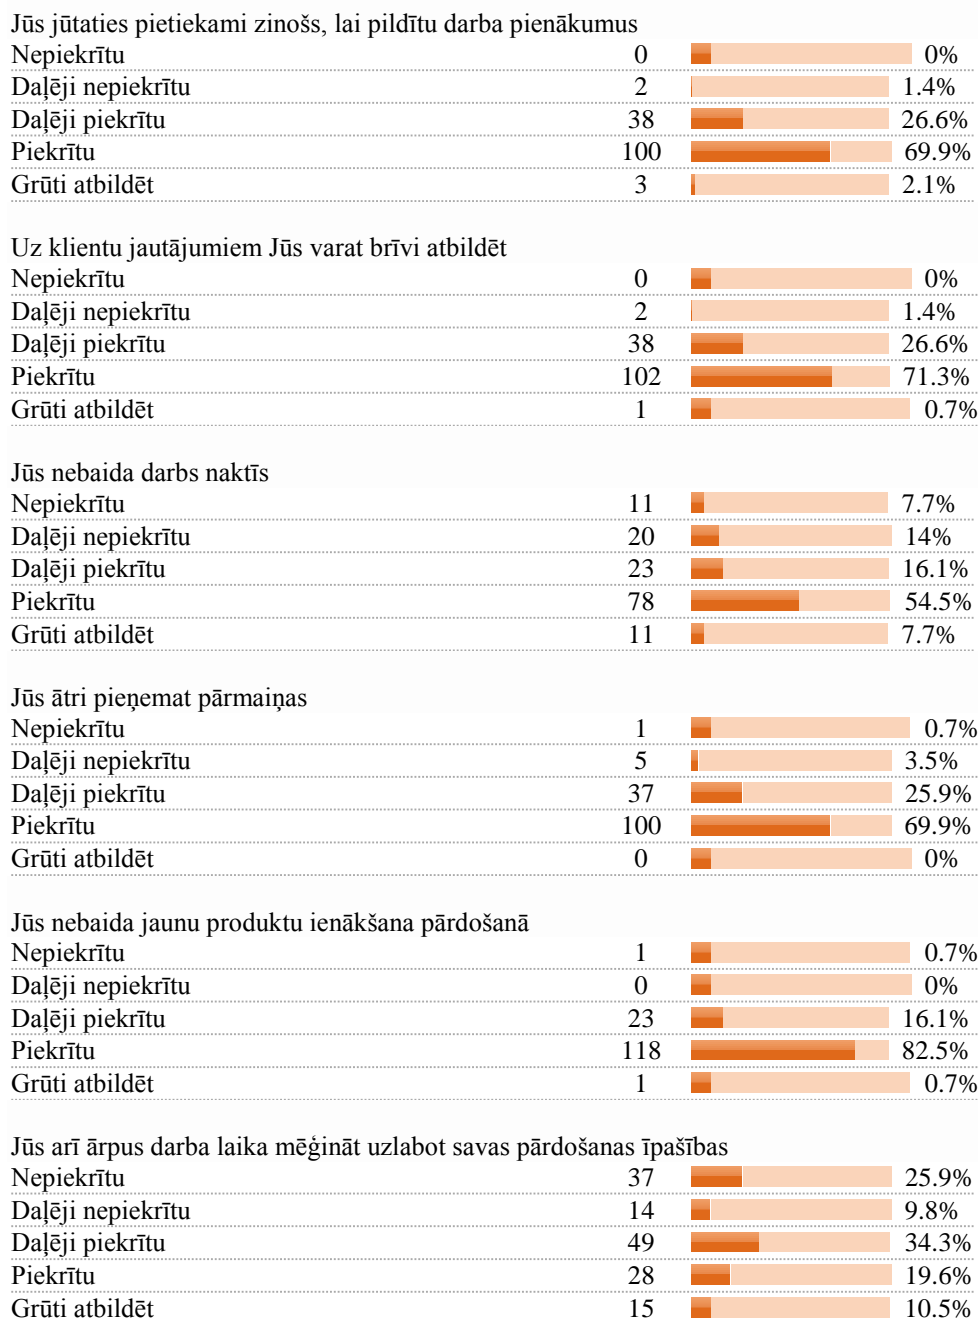 Jūs jūtaties pietiekami zinošs, lai pildītu darba pienākumus
Nepiekrītu 0 0%
Daļēji nepiekrītu 2 1.4%
Daļēji piekrītu 38 26.6%
Piekrītu 100 69.9%
Grūti atbildēt 3 2.1%
Uz klientu jautājumiem Jūs varat brīvi atbildēt
Nepiekrītu 0 0%
Daļēji nepiekrītu 2 1.4%
Daļēji piekrītu 38 26.6%
Piekrītu 102 71.3%
Grūti atbildēt 1 0.7%
Jūs nebaida darbs naktīs
Nepiekrītu 11 7.7%
Daļēji nepiekrītu 20 14%
Daļēji piekrītu 23 16.1%
Piekrītu 78 54.5%
Grūti atbildēt 11 7.7%
Jūs ātri pieņemat pārmaiņas
Nepiekrītu 1 0.7%
Daļēji nepiekrītu 5 3.5%
Daļēji piekrītu 37 25.9%
Piekrītu 100 69.9%
Grūti atbildēt 0 0%
Jūs nebaida jaunu produktu ienākšana pārdošanā
Nepiekrītu 1 0.7%
Daļēji nepiekrītu 0 0%
Daļēji piekrītu 23 16.1%
Piekrītu 118 82.5%
Grūti atbildēt 1 0.7%
Jūs arī ārpus darba laika mēģināt uzlabot savas pārdošanas īpašības
Nepiekrītu 37 25.9%
Daļēji nepiekrītu 14 9.8%
Daļēji piekrītu 49 34.3%
Piekrītu 28 19.6%
Grūti atbildēt 15 10.5%